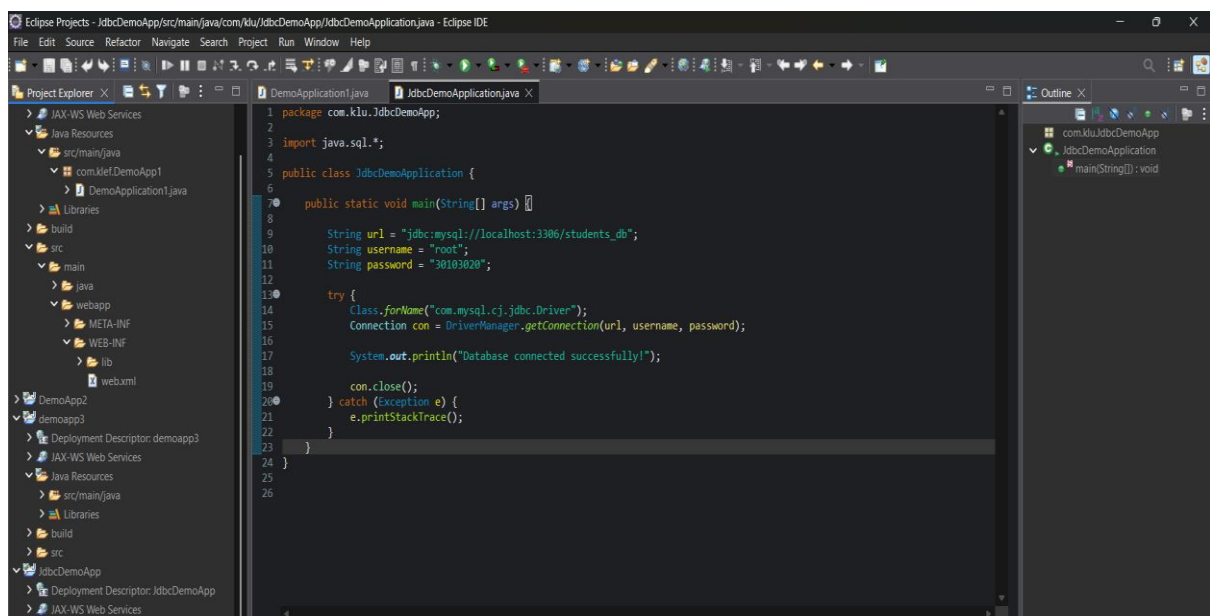 Eclipse Projects - JdbcDemoApp/src/main/java/com/klu/JdbcDemoApp/JdbcDemoApplication.java - Eclipse IDE
File Edit Source Refactor Navigate Search Project Run Window Help
Project Explorer
JAX-WS Web Services
Java Resources
src/main/java
com.klef.DemoApp1
DemoApplication1.java
Libraries
build
src
main
java
webapp
META-INF
WEB-INF
lib
web.xml
DemoApp2
demoapp3
Deployment Descriptor: demoapp3
JAX-WS Web Services
Java Resources
src/main/java
Libraries
build
src
JdbcDemoApp
Deployment Descriptor: JdbcDemoApp
JAX-WS Web Services
DemoApplication1.java JdbcDemoApplication.java
1 package com.klu.JdbcDemoApp;
2
3 import java.sql.*;
4
5 public class JdbcDemoApplication {
6
7 public static void main(String[] args) {
8
9 String url = "jdbc:mysql://localhost:3306/students_db";
10 String username = "root";
11 String password = "30103020";
12
13 try {
14 Class.forName("com.mysql.cj.jdbc.Driver");
15 Connection con = DriverManager.getConnection(url, username, password);
16
17 System.out.println("Database connected successfully!");
18
19 con.close();
20 } catch (Exception e) {
21 e.printStackTrace();
22 }
23 }
24 }
25
26
Outline
com.klu.JdbcDemoApp
JdbcDemoApplication
main(String[]) : void